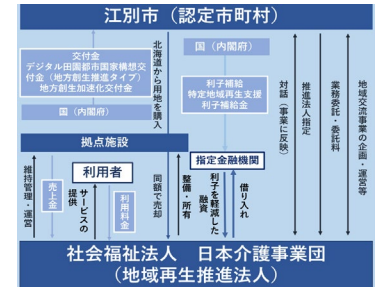 江別市（認定市町村）
交付金
デジタル田園都市国家構想交
付金（地方創生推進タイプ）
地方創生加速化交付金
国（内閣府）
北海道から用地を購入
国（内閣府）
利子補給
特定地域再生支援
利子補給金
対話（事業に反映）
推進法人指定
業務委託・委託料
地域交流事業の企画・運営等
拠点施設
指定金融機関
維持管理・運営
売上金
利用者
サービスの
提供
利用料金
同額で売却
整備・所有
利子を軽減した
融資
借り入れ
社会福祉法人　日本介護事業団
（地域再生推進法人）